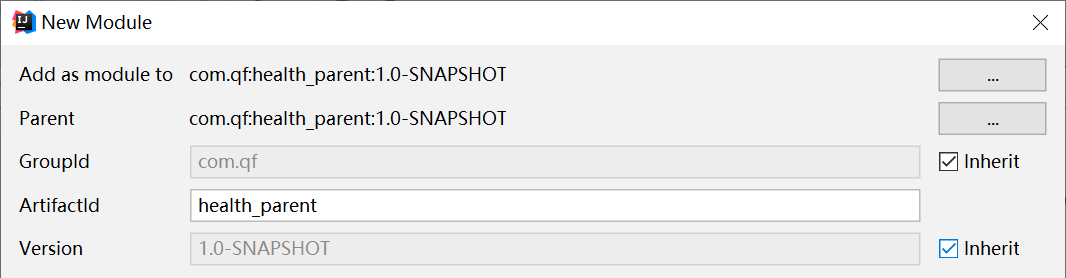 New Module
Add as module to com.qf:health_parent:1.0-SNAPSHOT ...
Parent com.qf:health_parent:1.0-SNAPSHOT ...
GroupId com.qf Inherit
ArtifactId health_parent
Version 1.0-SNAPSHOT Inherit